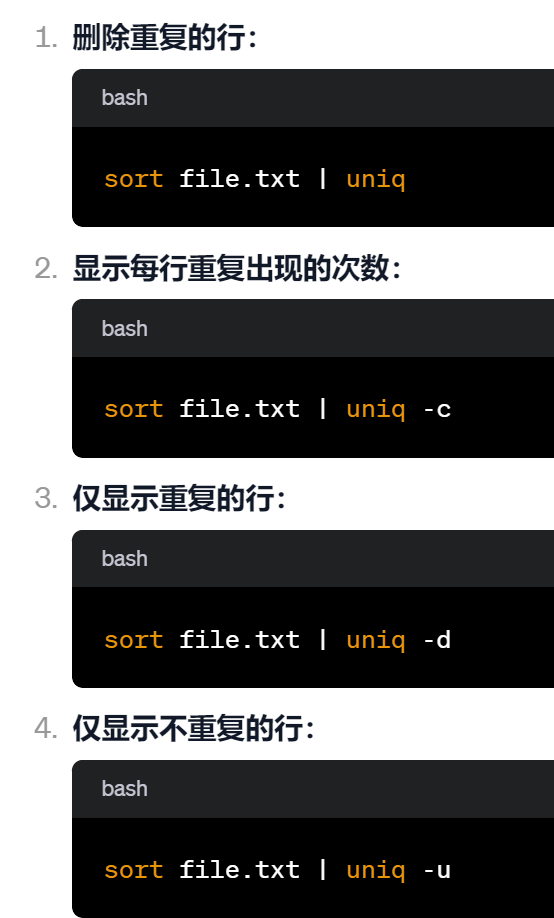 1. 删除重复的行：
bash
sort file.txt | uniq
2. 显示每行重复出现的次数：
bash
sort file.txt | uniq -c
3. 仅显示重复的行：
bash
sort file.txt | uniq -d
4. 仅显示不重复的行：
bash
sort file.txt | uniq -u